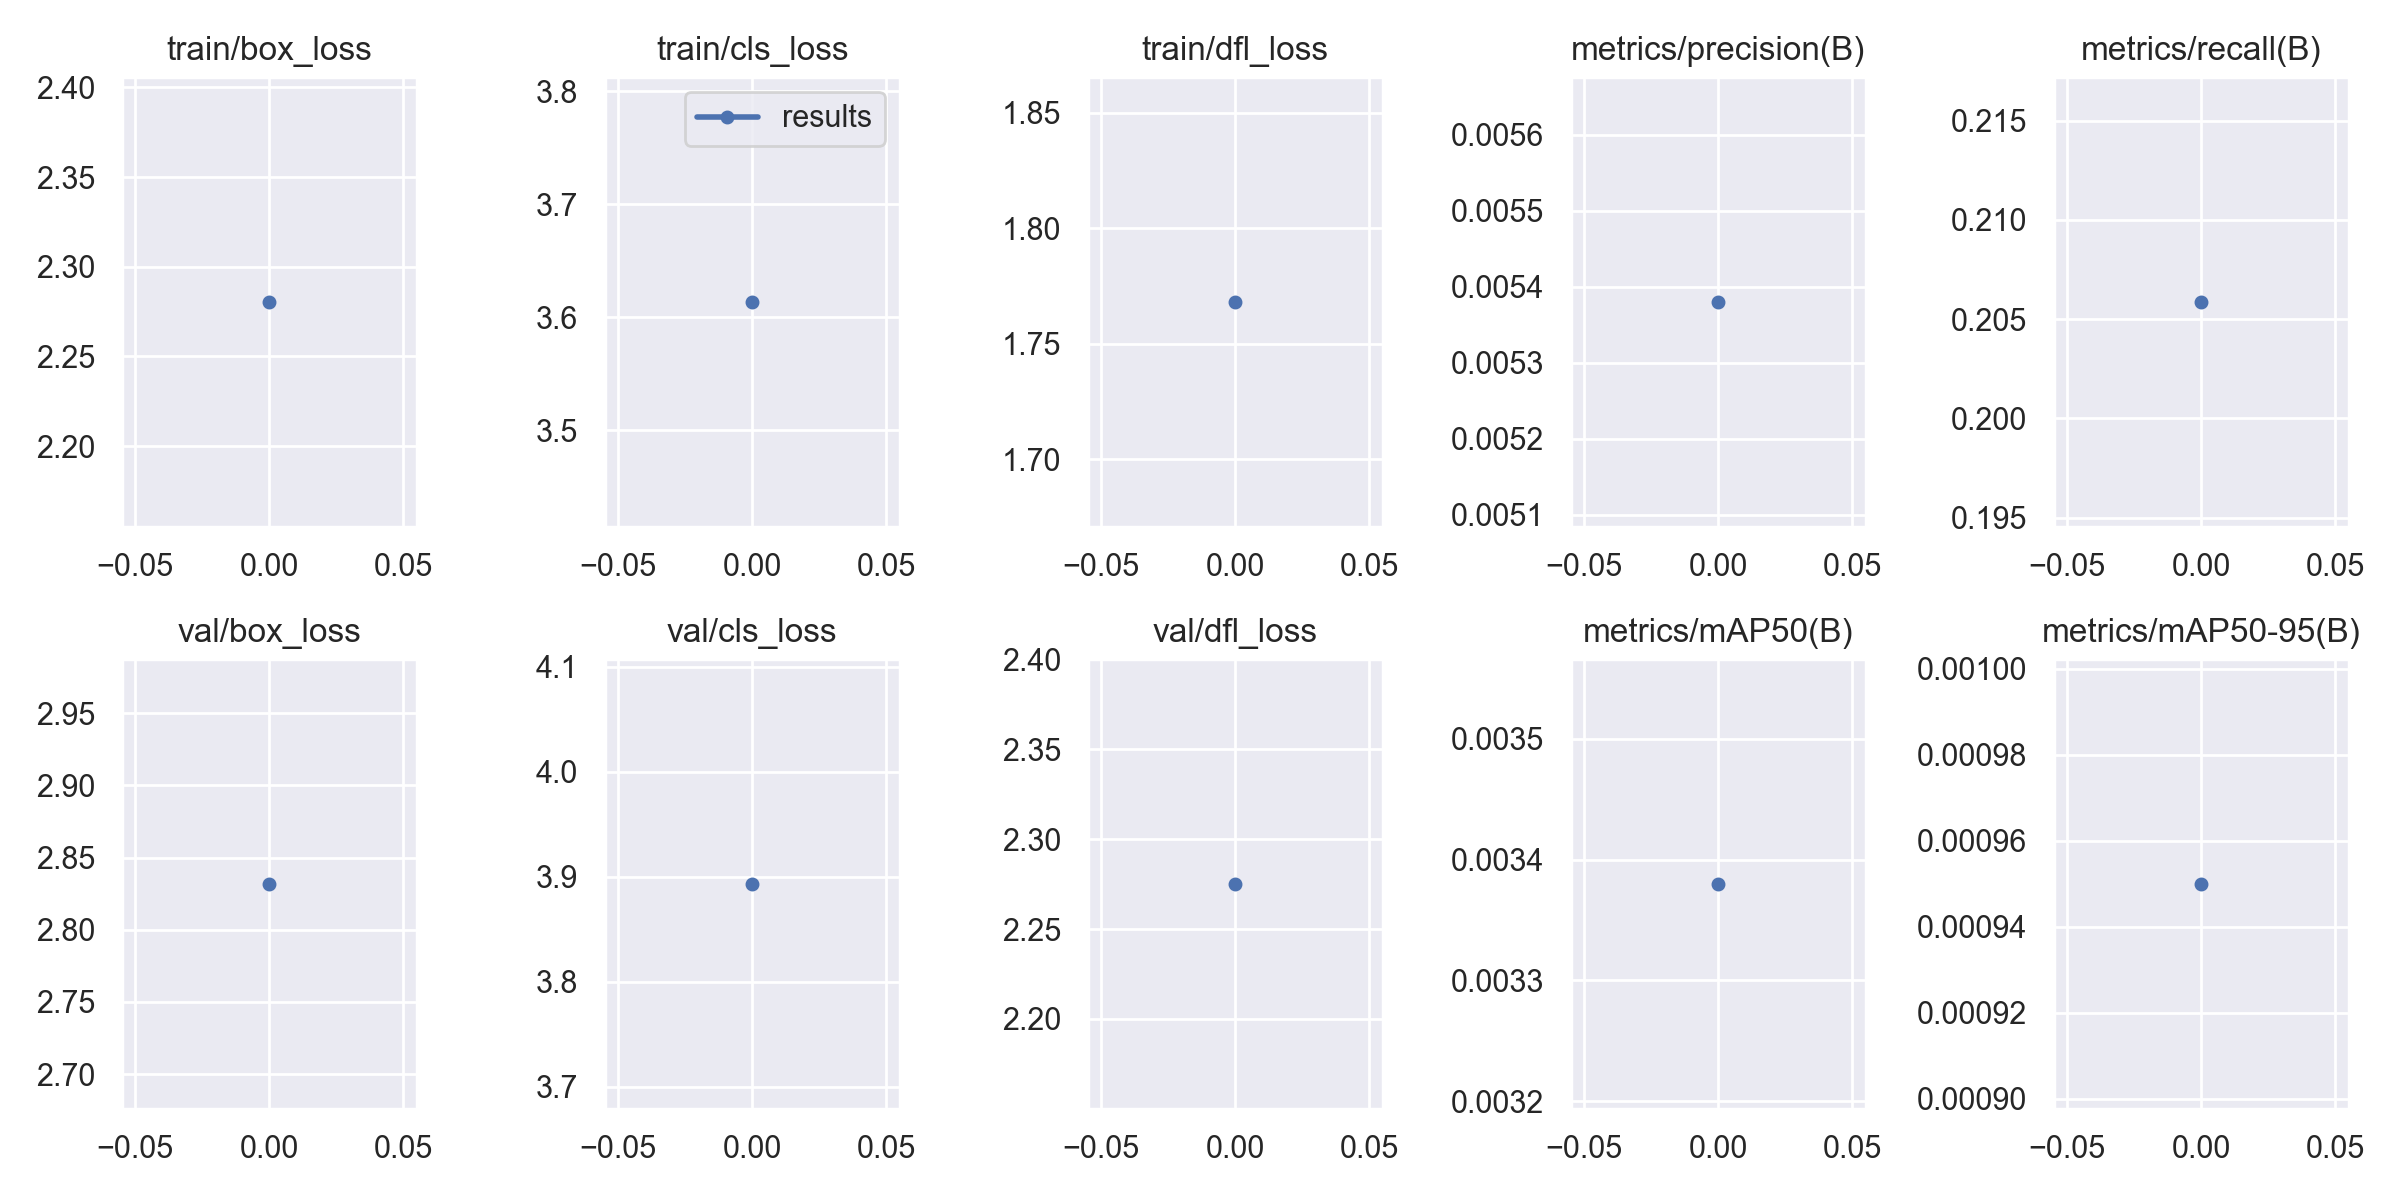 train/box_loss
2.40
2.35
2.30
2.25
2.20
−0.05 0.00 0.05
train/cls_loss
results
3.8
3.7
3.6
3.5
−0.05 0.00 0.05
train/dfl_loss
1.85
1.80
1.75
1.70
−0.05 0.00 0.05
metrics/precision(B)
0.0056
0.0055
0.0054
0.0053
0.0052
0.0051
−0.05 0.00 0.05
metrics/recall(B)
0.215
0.210
0.205
0.200
0.195
−0.05 0.00 0.05
val/box_loss
2.95
2.90
2.85
2.80
2.75
2.70
−0.05 0.00 0.05
val/cls_loss
4.1
4.0
3.9
3.8
3.7
−0.05 0.00 0.05
val/dfl_loss
2.40
2.35
2.30
2.25
2.20
−0.05 0.00 0.05
metrics/mAP50(B)
0.0035
0.0034
0.0033
0.0032
−0.05 0.00 0.05
metrics/mAP50-95(B)
0.00100
0.00098
0.00096
0.00094
0.00092
0.00090
−0.05 0.00 0.05